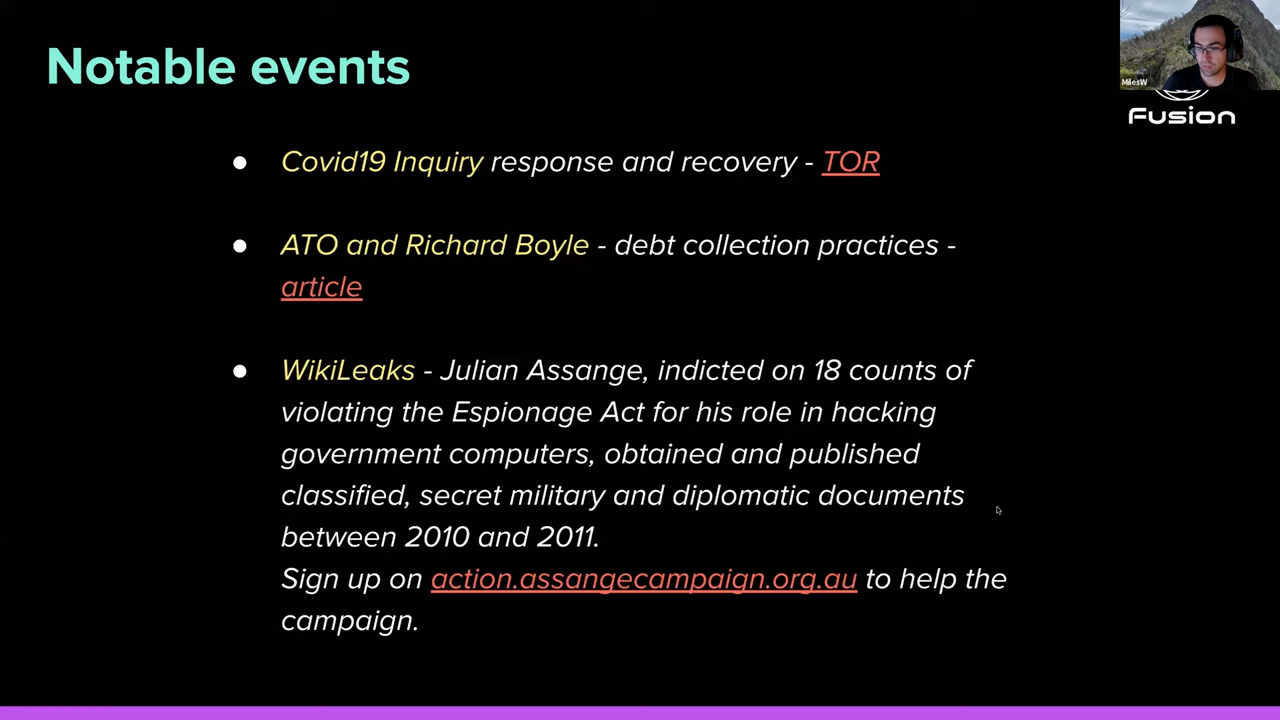 Notable events
MilesW
Fusion
● Covid19 Inquiry response and recovery - TOR
● ATO and Richard Boyle - debt collection practices -
article
● WikiLeaks - Julian Assange, indicted on 18 counts of
violating the Espionage Act for his role in hacking
government computers, obtained and published
classified, secret military and diplomatic documents
between 2010 and 2011.
Sign up on action.assangecampaign.org.au to help the
campaign.